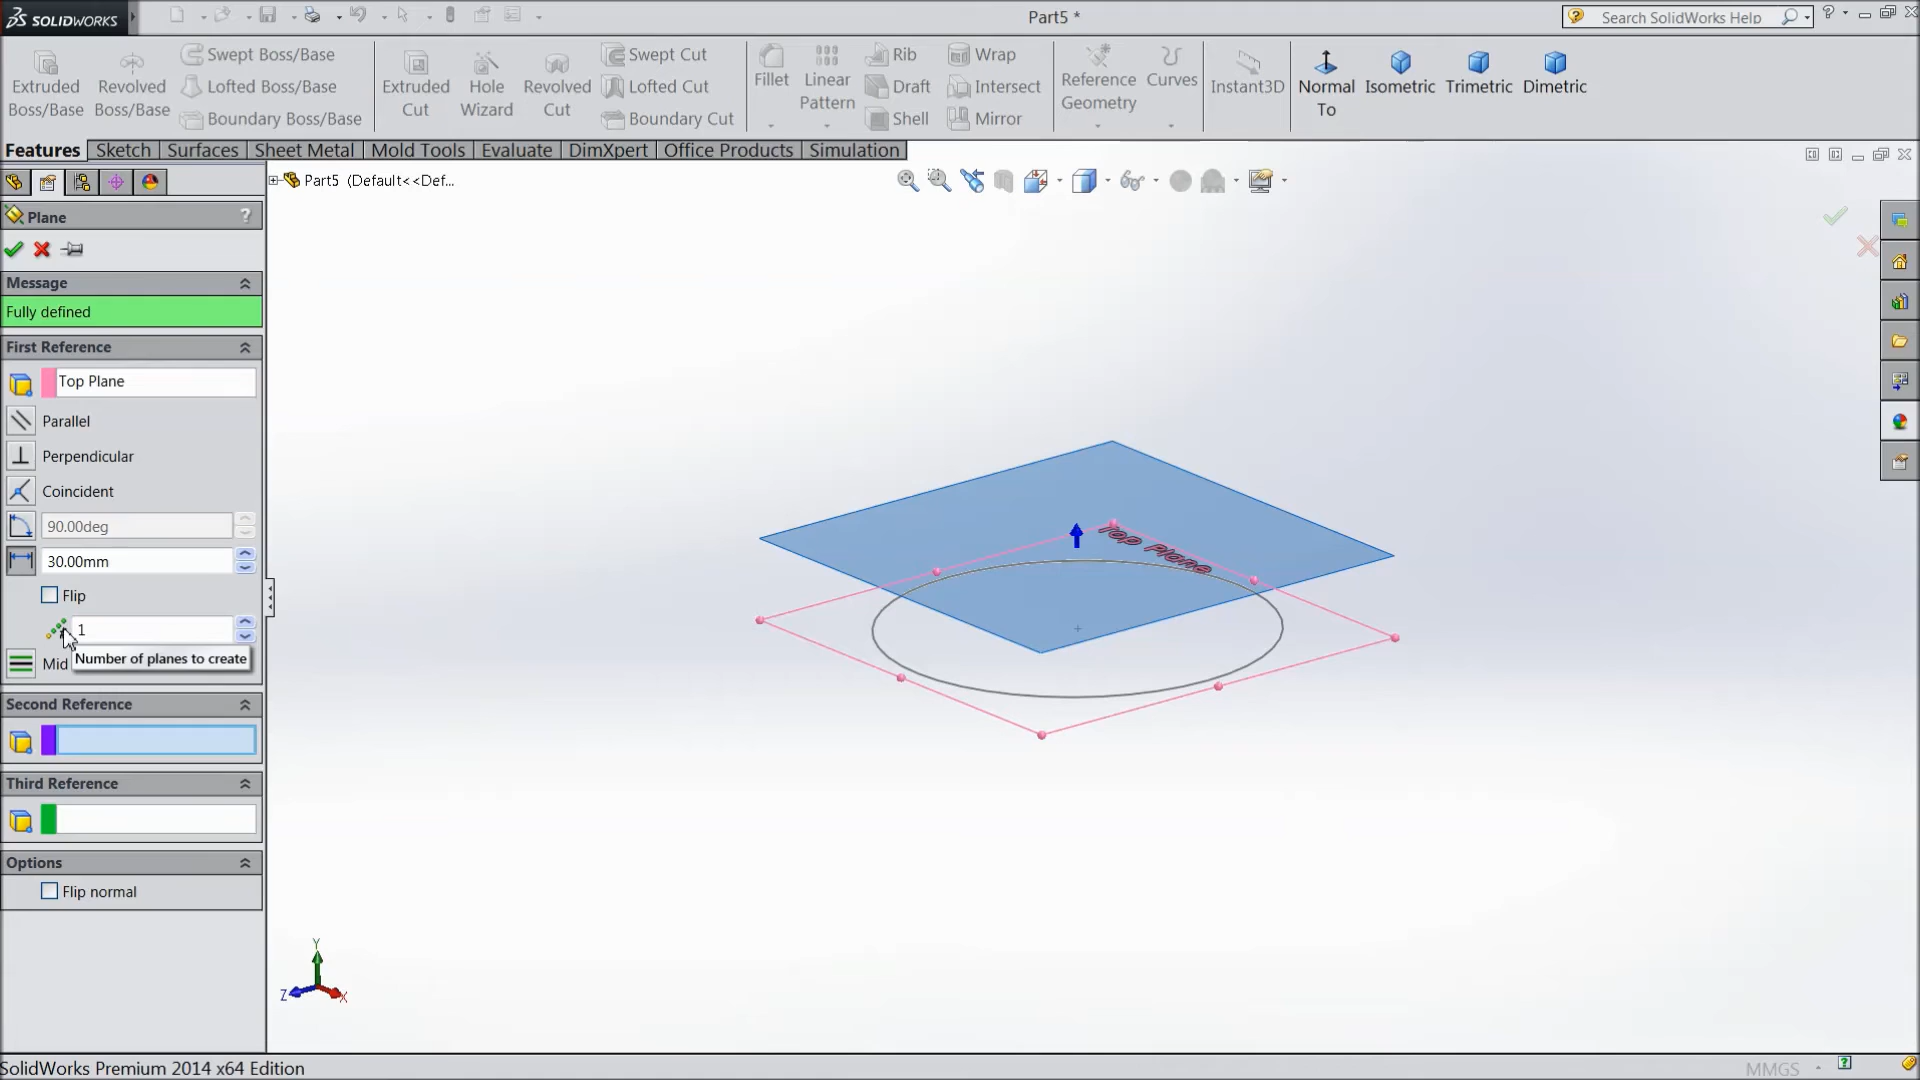 SOLIDWORKS
Part5 *
Search SolidWorks Help
?
Extruded
Boss/Base
Revolved
Boss/Base
Swept Boss/Base
Lofted Boss/Base
Boundary Boss/Base
Extruded
Cut
Hole
Wizard
Revolved
Cut
Swept Cut
Lofted Cut
Boundary Cut
Fillet
Linear
Pattern
Rib
Draft
Shell
Wrap
Intersect
Mirror
Reference
Geometry
Curves
Instant3D
Normal
To
Isometric
Trimetric
Dimetric
Features
Sketch
Surfaces
Sheet Metal
Mold Tools
Evaluate
DimXpert
Office Products
Simulation
Part5 (Default<<Def...
Plane
?
Message
Fully defined
First Reference
Top Plane
Parallel
Perpendicular
Coincident
90.00deg
30.00mm
Flip
1
Mid
Number of planes to create
Second Reference
Third Reference
Options
Flip normal
Top Plane
Y
Z
X
SolidWorks Premium 2014 x64 Edition
MMGS
?